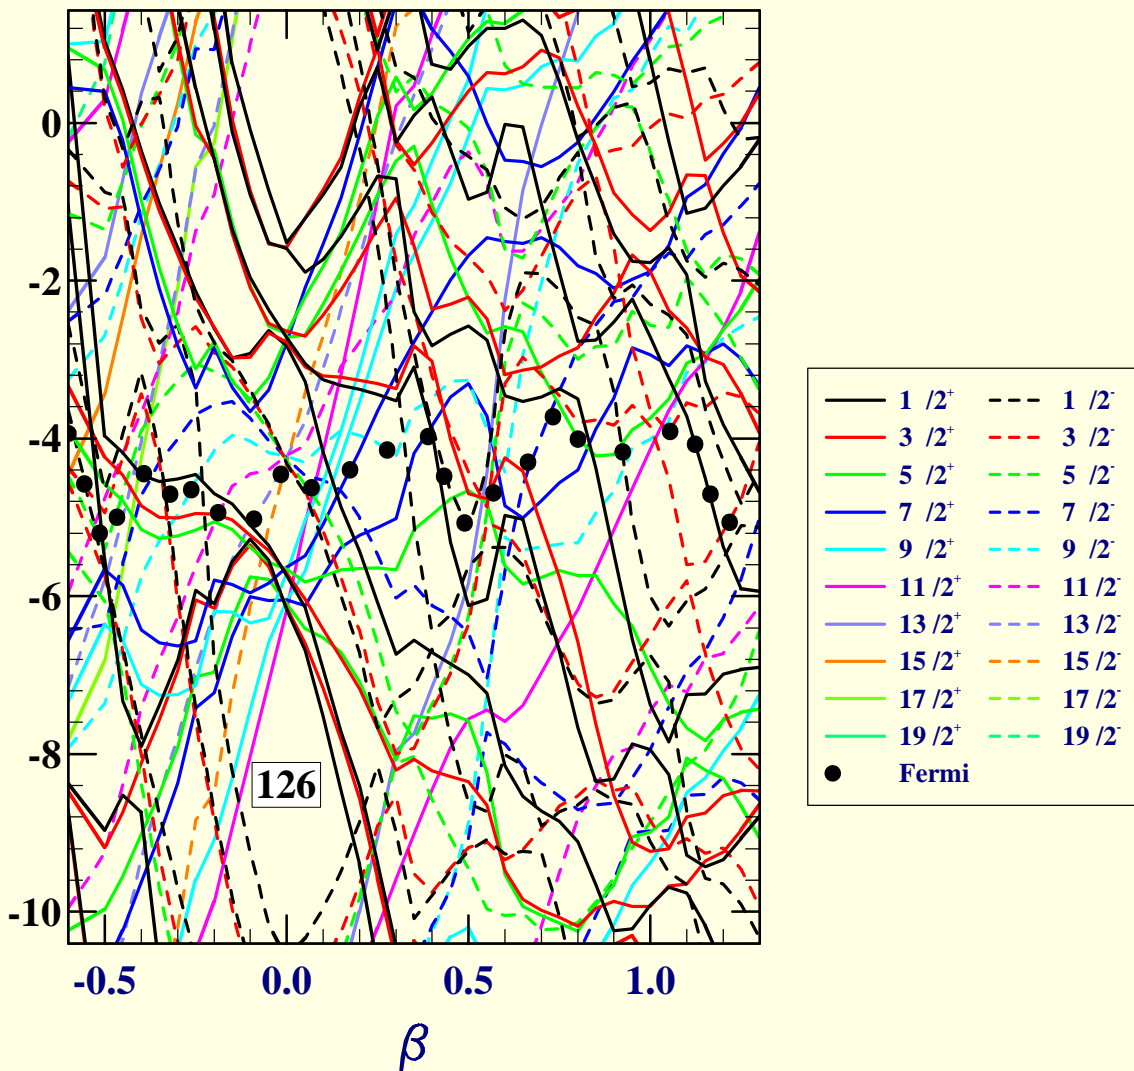 0
-2
-4
-6
-8
-10
126
-0.5 0.0 0.5 1.0
β
1 /2+ 1 /2-
3 /2+ 3 /2-
5 /2+ 5 /2-
7 /2+ 7 /2-
9 /2+ 9 /2-
11 /2+ 11 /2-
13 /2+ 13 /2-
15 /2+ 15 /2-
17 /2+ 17 /2-
19 /2+ 19 /2-
Fermi